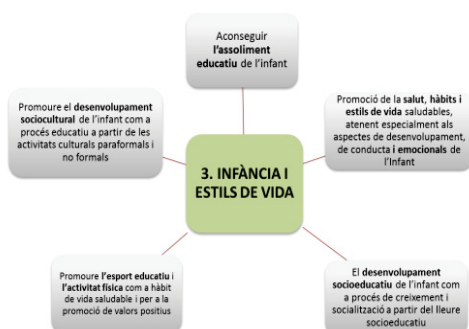 Aconseguir
l'assoliment
educatiu de l'infant
Promoure el desenvolupament
sociocultural de l'infant com a
procés educatiu a partir de les
activitats culturals paraformals i
no formals
Promoció de la salut, hàbits i
estils de vida saludables,
atenent especialment als
aspectes de desenvolupament,
de conducta i emocionals de
l'Infant
3. INFÀNCIA I
ESTILS DE VIDA
Promoure l'esport educatiu i
l'activitat física com a hàbit
de vida saludable i per a la
promoció de valors positius
El desenvolupament
socioeducatiu de l'infant com
a procés de creixement i
socialització a partir del lleure
socioeducatiu